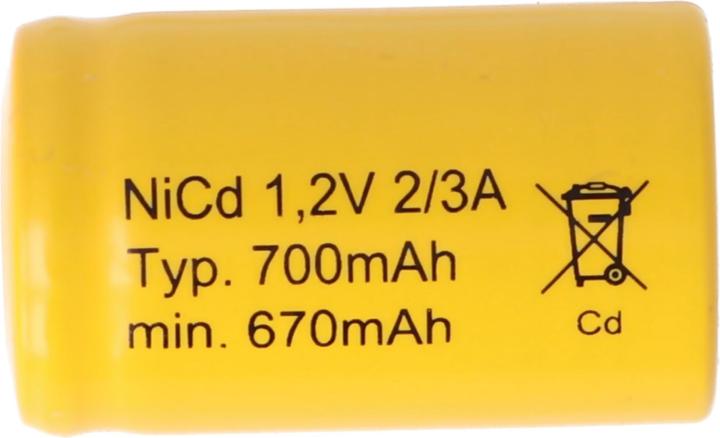 NiCd 1,2V 2/3A
Typ. 700mAh
min. 670mAh
Cd